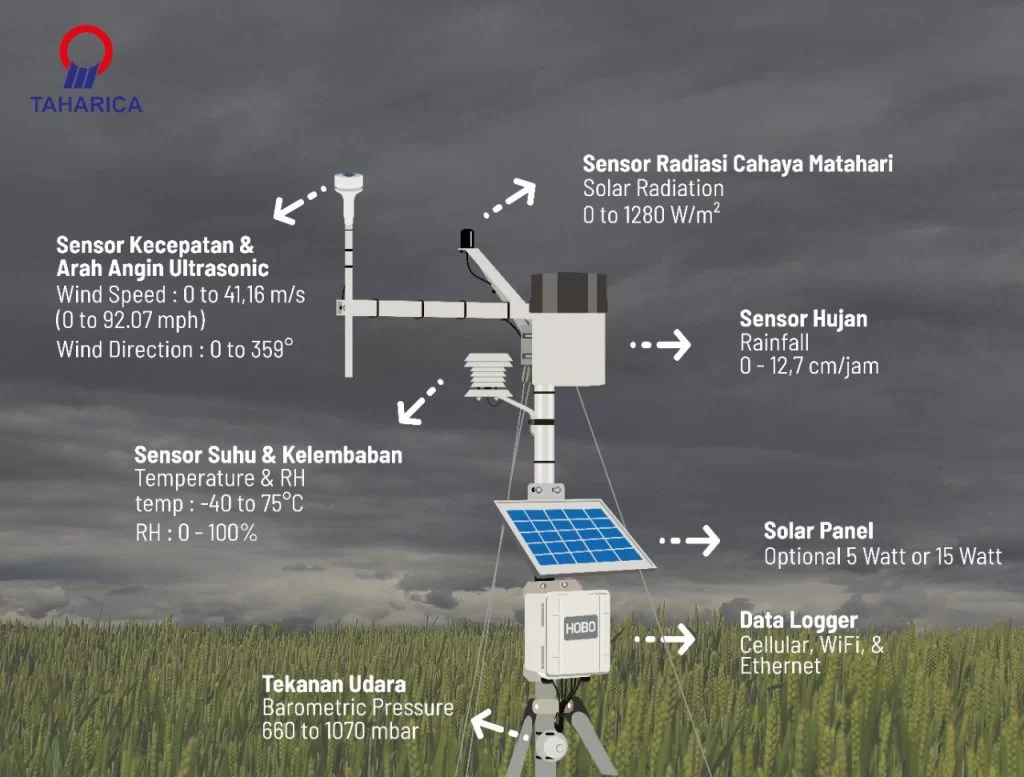 TAHARICA
Sensor Radiasi Cahaya Matahari
Solar Radiation
0 to 1280 W/m²
Sensor Kecepatan &
Arah Angin Ultrasonic
Wind Speed : 0 to 41,16 m/s
(0 to 92.07 mph)
Wind Direction : 0 to 359°
Sensor Hujan
Rainfall
0 - 12,7 cm/jam
Sensor Suhu & Kelembaban
Temperature & RH
temp : -40 to 75°C
RH : 0 - 100%
Solar Panel
Optional 5 Watt or 15 Watt
HOBO
Data Logger
Cellular, WiFi, &
Ethernet
Tekanan Udara
Barometric Pressure
660 to 1070 mbar